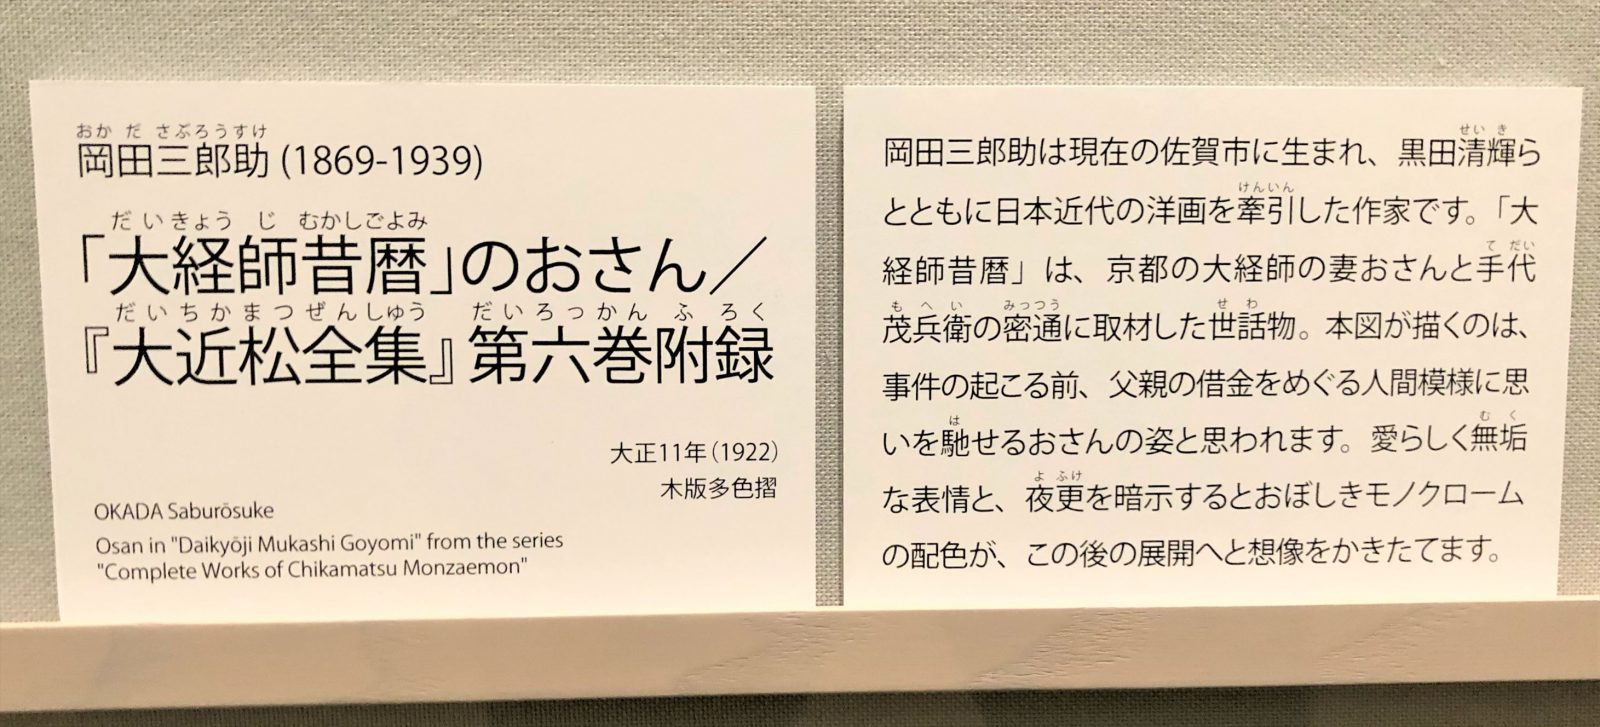 おかださぶろうすけ
岡田三郎助 (1869-1939)
だいきょうじむかしごよみ
「大経師昔暦」のおさん／
だいちかまつぜんしゅう だいろっかんふろく
『大近松全集』第六巻附録
大正11年（1922）
木版多色摺
OKADA Saburōsuke
Osan in "Daikyōji Mukashi Goyomi" from the series
"Complete Works of Chikamatsu Monzaemon"
せいき
岡田三郎助は現在の佐賀市に生まれ、黒田清輝ら
けんいん
とともに日本近代の洋画を牽引した作家です。「大
てだい
経師昔暦」は、京都の大経師の妻おさんと手代
もへい みっつう せわ
茂兵衛の密通に取材した世話物。本図が描くのは、
事件の起こる前、父親の借金をめぐる人間模様に思
は むく
いを馳せるおさんの姿と思われます。愛らしく無垢
よふけ
な表情と、夜更を暗示するとおぼしきモノクローム
の配色が、この後の展開へと想像をかきたてます。